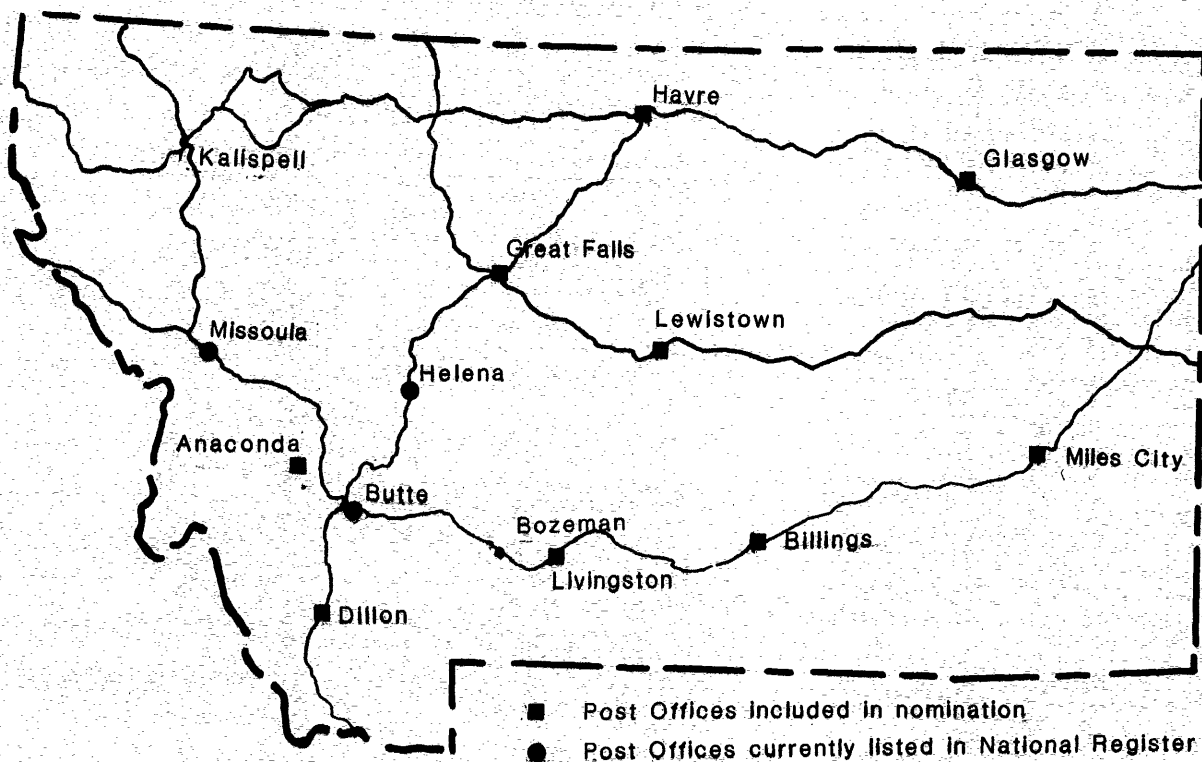 Havre
Kalispell
Glasgow
Great Falls
Missoula
Lewistown
Helena
Anaconda
Miles City
Butte
Bozeman
Billings
Livingston
Dillon
Post Offices included in nomination
Post Offices currently listed in National Register